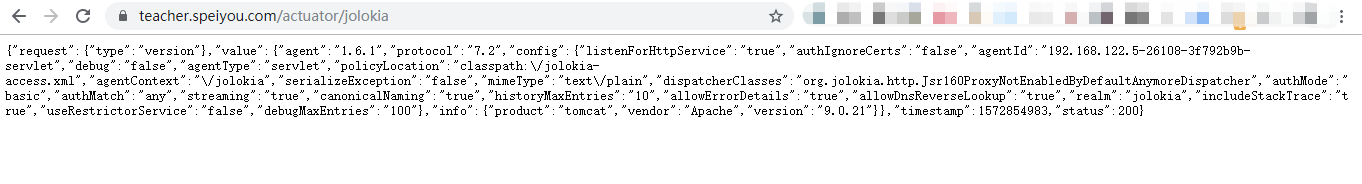 teacher.speiyou.com/actuator/jolokia
{"request":{"type":"version"},"value":{"agent":"1.6.1","protocol":"7.2","config":{"listenForHttpService":"true","authIgnoreCerts":"false","agentId":"192.168.122.5-26108-3f792b9b-
servlet","debug":"false","agentType":"servlet","policyLocation":"classpath:\/jolokia-
access.xml","agentContext":"\/jolokia","serializeException":"false","mimeType":"text\/plain","dispatcherClasses":"org.jolokia.http.Jsr160ProxyNotEnabledByDefaultAnymoreDispatcher","authMode":
"basic","authMatch":"any","streaming":"true","canonicalNaming":"true","historyMaxEntries":"10","allowErrorDetails":"true","allowDnsReverseLookup":"true","realm":"jolokia","includeStackTrace":"t
rue","useRestrictorService":"false","debugMaxEntries":"100"},"info":{"product":"tomcat","vendor":"Apache","version":"9.0.21"}},"timestamp":1572854983,"status":200}